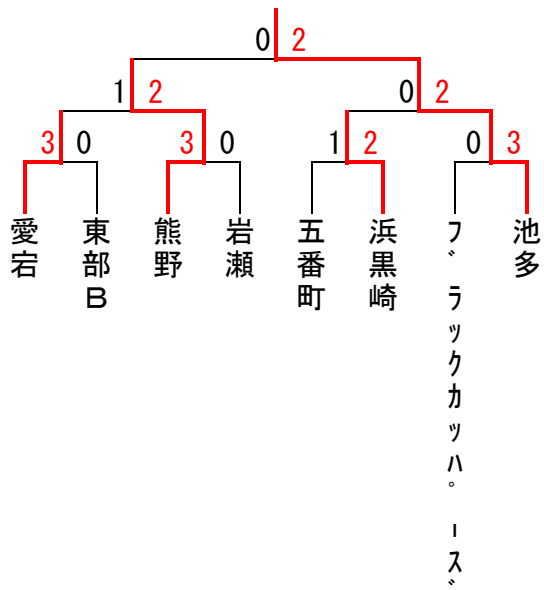 0 2
1 2 0 2
3 0 3 0 1 2 0 3
愛宕
東部B
熊野
岩瀬
五番町
浜黒崎
ﾌﾞﾗｯｸｶｯﾊﾟｰｽﾞ
池多